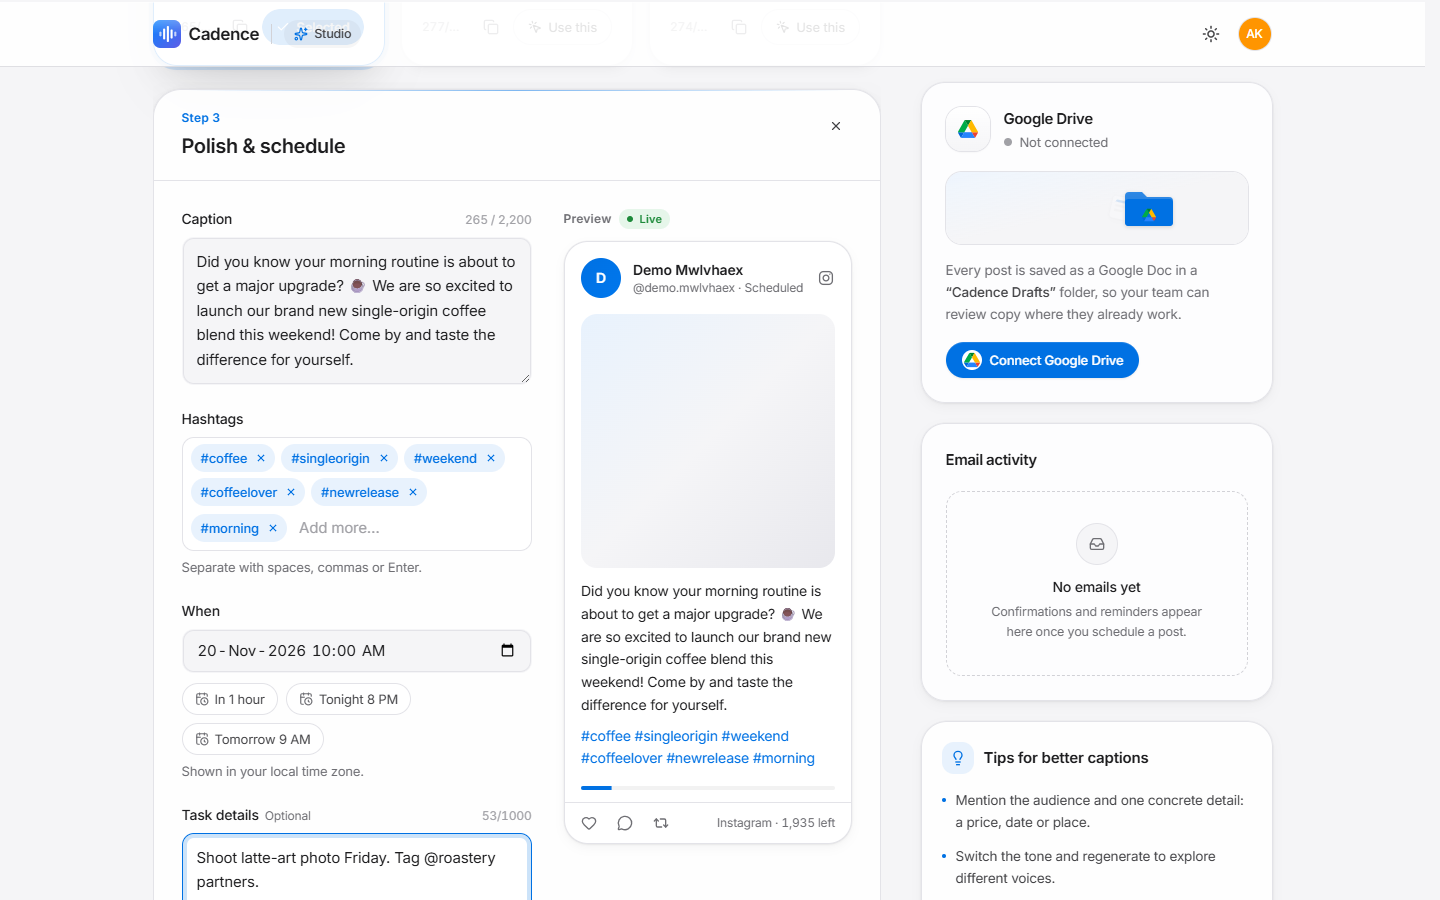 Cadence
Studio
Selected
277/...
Use this
274/...
Use this
AK
Step 3
Polish & schedule
Caption
265 / 2,200
Did you know your morning routine is about to
get a major upgrade? We are so excited to
launch our brand new single-origin coffee
blend this weekend! Come by and taste the
difference for yourself.
Hashtags
#coffee
#singleorigin
#weekend
#coffeelover
#newrelease
#morning
Add more...
Separate with spaces, commas or Enter.
When
20-Nov-2026 10:00 AM
In 1 hour
Tonight 8 PM
Tomorrow 9 AM
Shown in your local time zone.
Task details Optional
53/1000
Shoot latte-art photo Friday. Tag @roastery
partners.
Preview
Live
D
Demo Mwlvhaex
@demo.mwlvhaex · Scheduled
Did you know your morning routine is
about to get a major upgrade? We
are so excited to launch our brand new
single-origin coffee blend this
weekend! Come by and taste the
difference for yourself.
#coffee #singleorigin #weekend
#coffeelover #newrelease #morning
Instagram · 1,935 left
Google Drive
Not connected
Every post is saved as a Google Doc in a
“Cadence Drafts” folder, so your team can
review copy where they already work.
Connect Google Drive
Email activity
No emails yet
Confirmations and reminders appear
here once you schedule a post.
Tips for better captions
Mention the audience and one concrete detail:
a price, date or place.
Switch the tone and regenerate to explore
different voices.